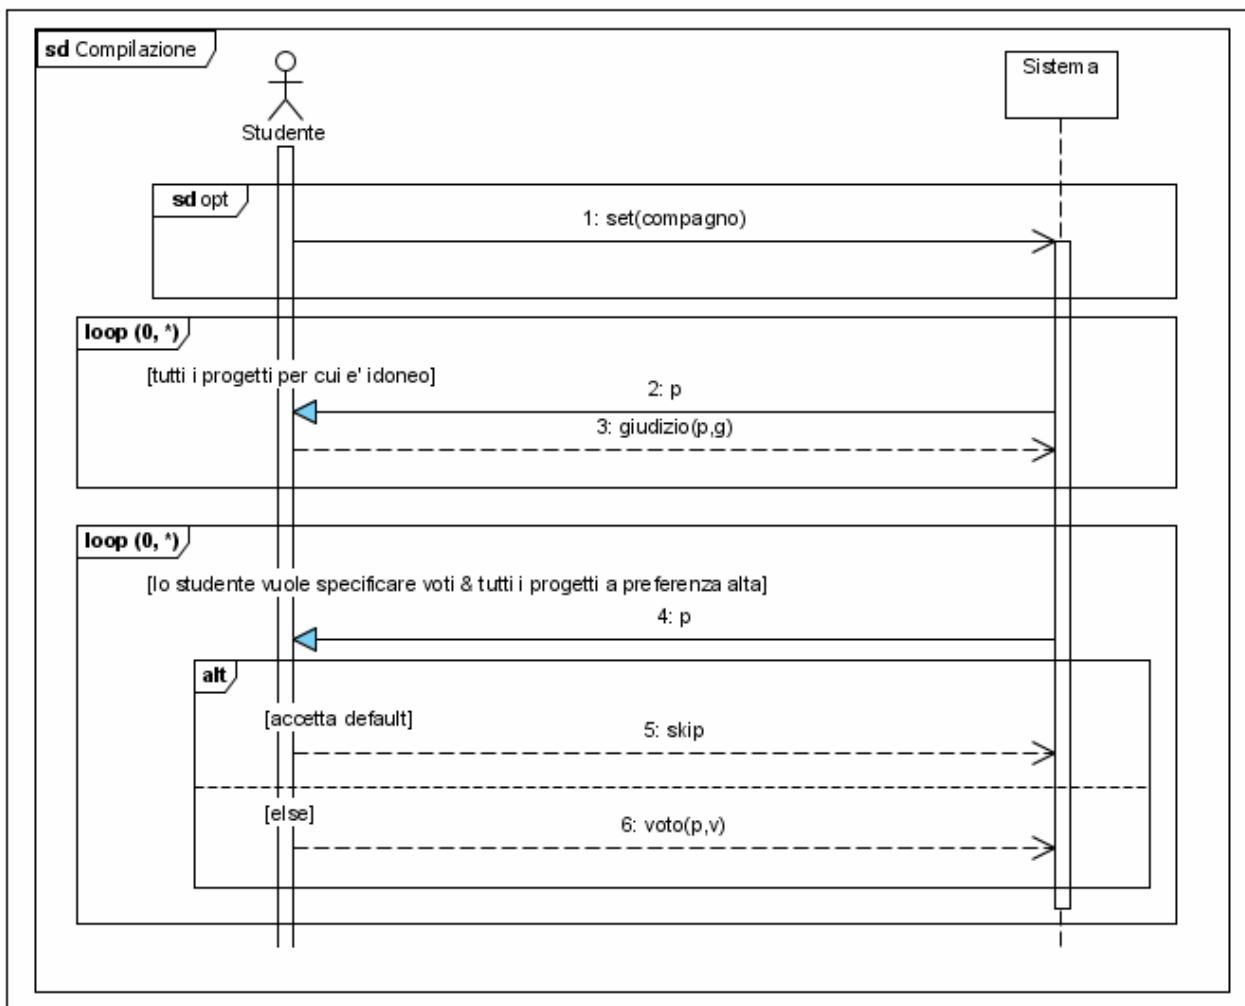 sd Compilazione
Sistema
Studente
sd opt
1: set(compagno)
loop (0, *)
[tutti i progetti per cui e' idoneo]
2: p
3: giudizio(p,g)
loop (0, *)
[lo studente vuole specificare voti & tutti i progetti a preferenza alta]
4: p
alt
[accetta default]
5: skip
[else]
6: voto(p,v)